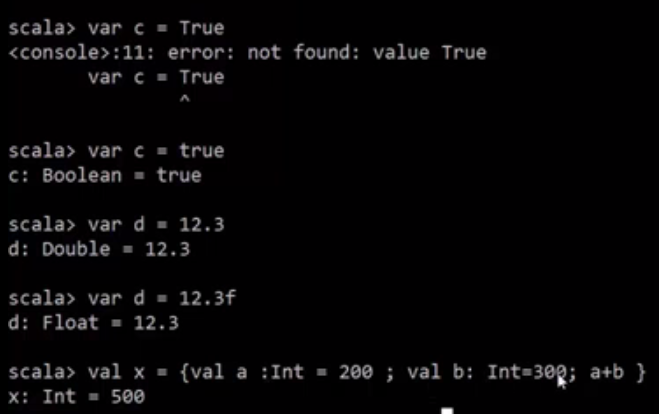 scala> var c = True
<console>:11: error: not found: value True
       var c = True
               ^
scala> var c = true
c: Boolean = true
scala> var d = 12.3
d: Double = 12.3
scala> var d = 12.3f
d: Float = 12.3
scala> val x = {val a :Int = 200 ; val b: Int=300; a+b }
x: Int = 500